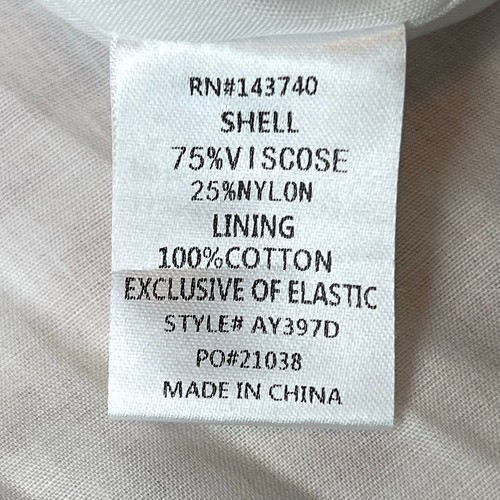 RN#143740
SHELL
75%VISCOSE
25%NYLON
LINING
100%COTTON
EXCLUSIVE OF ELASTIC
STYLE# AY397D
PO#21038
MADE IN CHINA